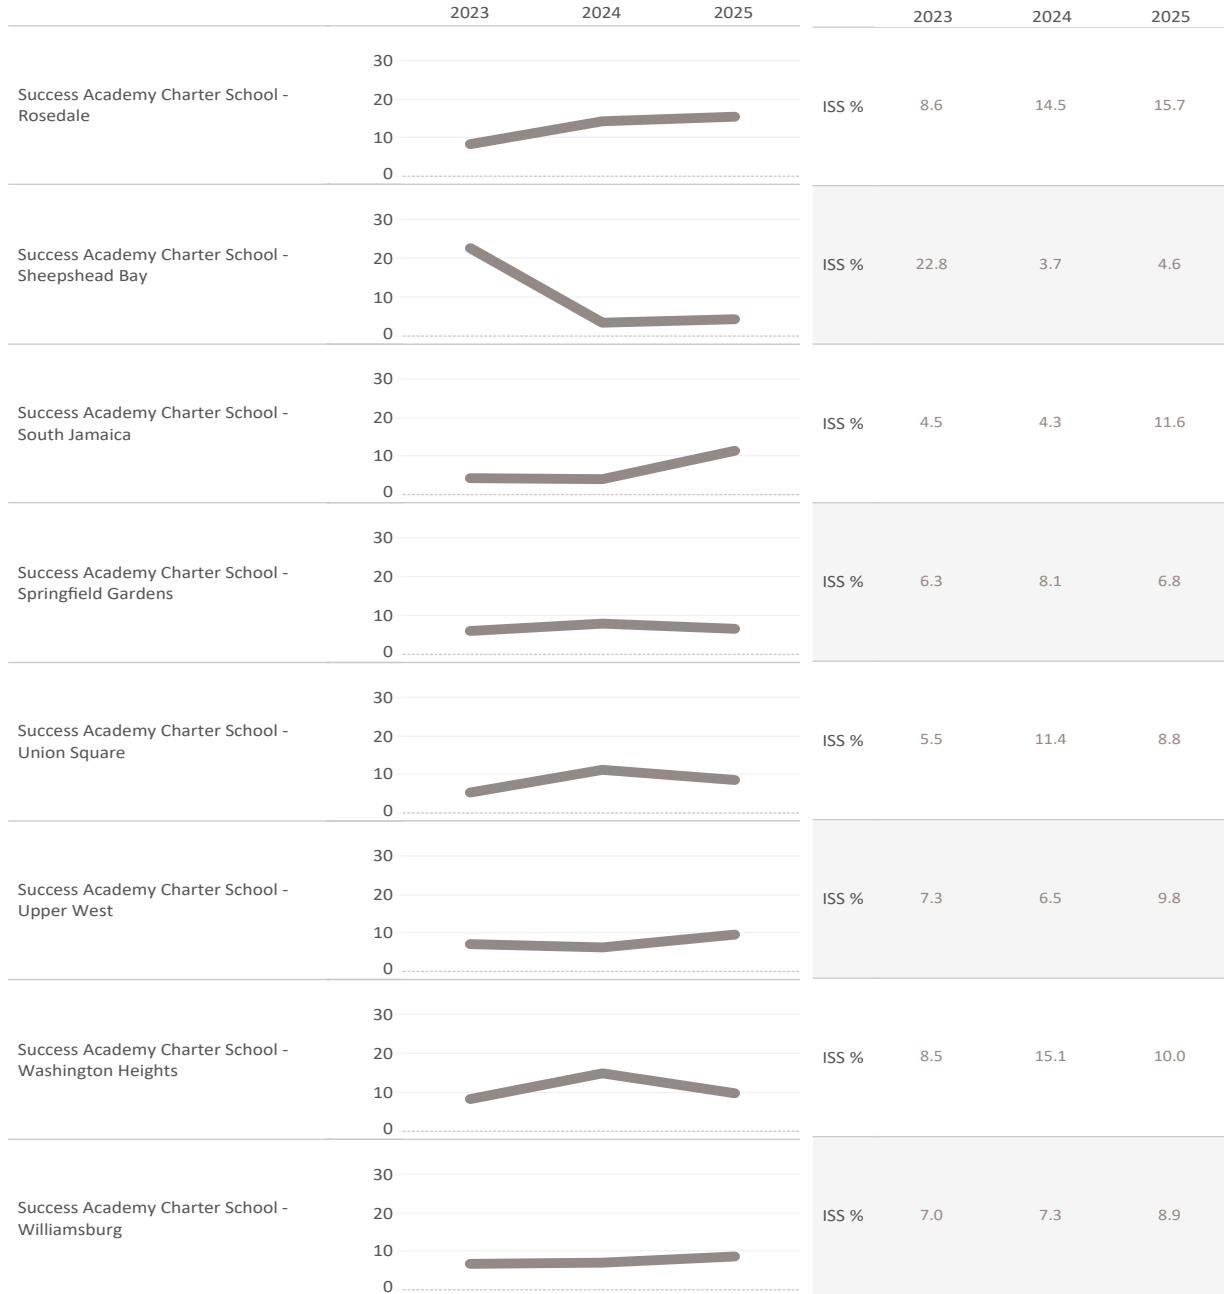 2023 2024 2025 2023 2024 2025
30
20
10
0
Success Academy Charter School -
Rosedale
ISS % 8.6 14.5 15.7
30
20
10
0
Success Academy Charter School -
Sheepshead Bay
ISS % 22.8 3.7 4.6
30
20
10
0
Success Academy Charter School -
South Jamaica
ISS % 4.5 4.3 11.6
30
20
10
0
Success Academy Charter School -
Springfield Gardens
ISS % 6.3 8.1 6.8
30
20
10
0
Success Academy Charter School -
Union Square
ISS % 5.5 11.4 8.8
30
20
10
0
Success Academy Charter School -
Upper West
ISS % 7.3 6.5 9.8
30
20
10
0
Success Academy Charter School -
Washington Heights
ISS % 8.5 15.1 10.0
30
20
10
0
Success Academy Charter School -
Williamsburg
ISS % 7.0 7.3 8.9